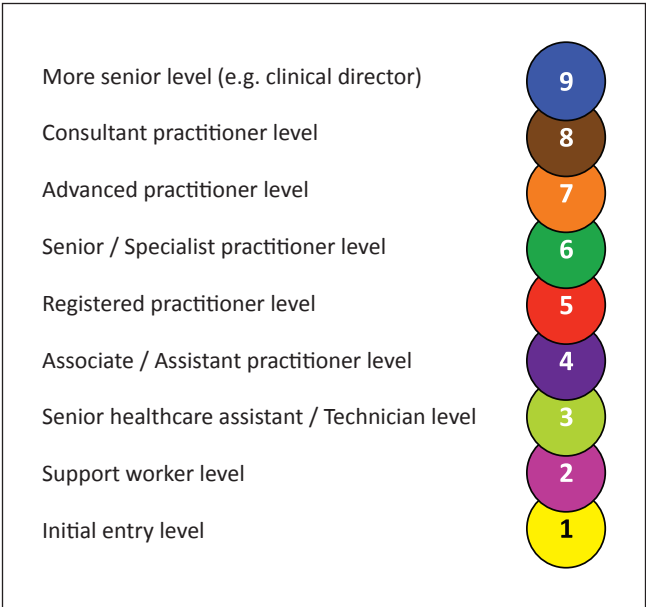 More senior level (e.g. clinical director) 9
Consultant practitioner level 8
Advanced practitioner level 7
Senior / Specialist practitioner level 6
Registered practitioner level 5
Associate / Assistant practitioner level 4
Senior healthcare assistant / Technician level 3
Support worker level 2
Initial entry level 1